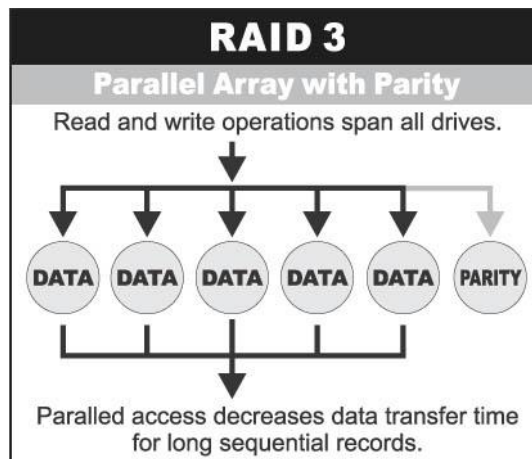 RAID 3
Parallel Array with Parity
Read and write operations span all drives.
DATA DATA DATA DATA DATA PARITY
Paralled access decreases data transfer time
for long sequential records.